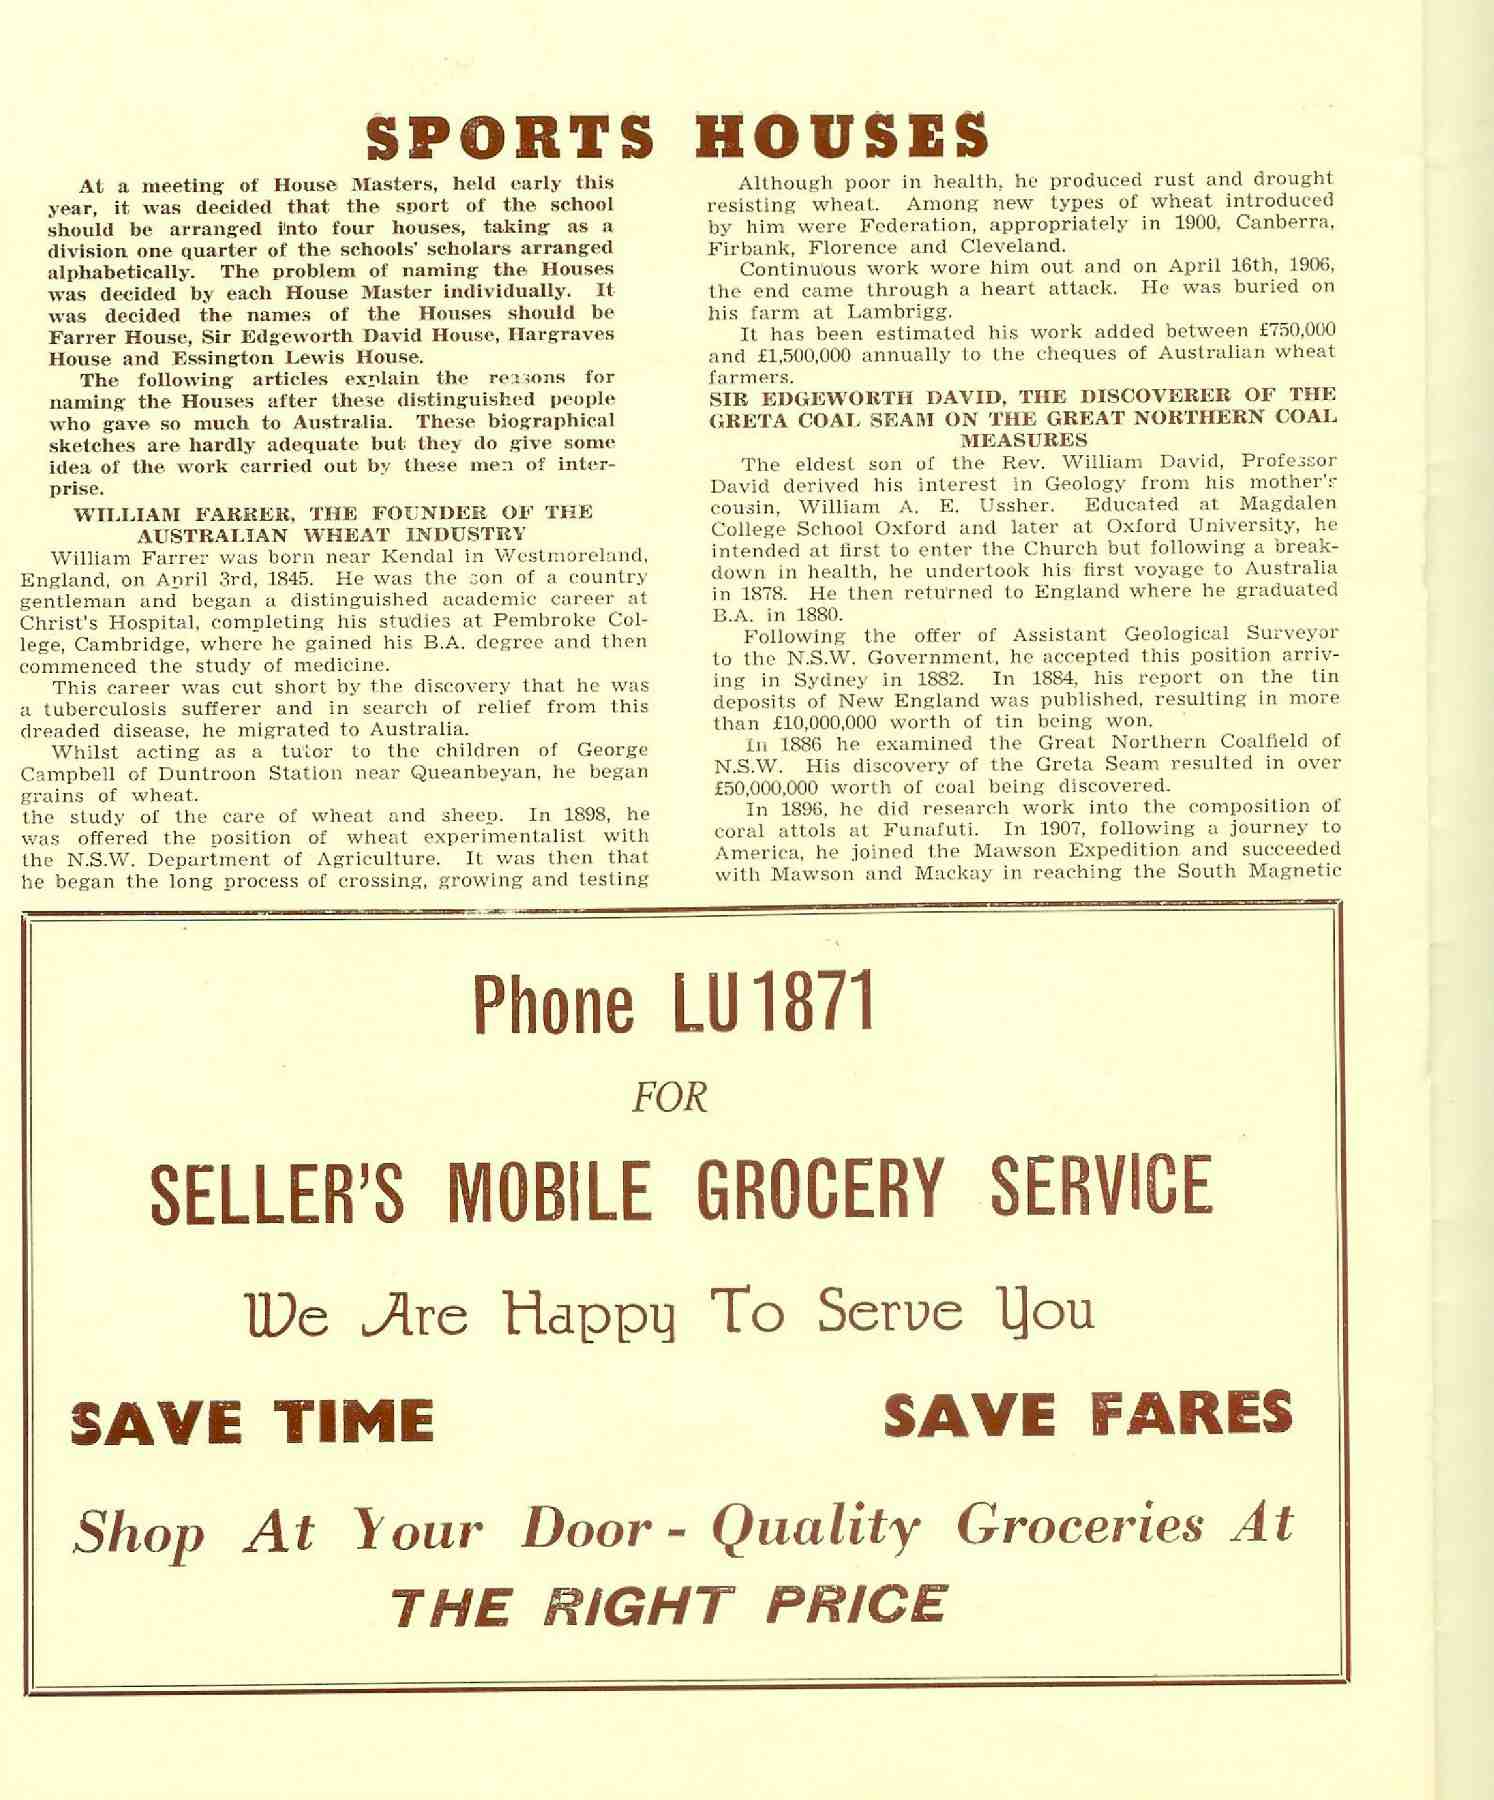 SPORTS HOUSES
At a meeting of House Masters, held early this
year, it was decided that the sport of the school
should be arranged into four houses, taking as a
division one quarter of the schools' scholars arranged
alphabetically. The problem of naming the Houses
was decided by each House Master individually. It
was decided the names of the Houses should be
Farrer House, Sir Edgeworth David House, Hargraves
House and Essington Lewis House.
The following articles explain the reasons for
naming the Houses after these distinguished people
who gave so much to Australia. These biographical
sketches are hardly adequate but they do give some
idea of the work carried out by these men of inter-
prise.
WILLIAM FARRER, THE FOUNDER OF THE
AUSTRALIAN WHEAT INDUSTRY
William Farrer was born near Kendal in Westmoreland,
England, on April 3rd, 1845. He was the son of a country
gentleman and began a distinguished academic career at
Christ's Hospital, completing his studies at Pembroke Col-
lege, Cambridge, where he gained his B.A. degree and then
commenced the study of medicine.
This career was cut short by the discovery that he was
a tuberculosis sufferer and in search of relief from this
dreaded disease, he migrated to Australia.
Whilst acting as a tutor to the children of George
Campbell of Duntroon Station near Queanbeyan, he began
grains of wheat.
the study of the care of wheat and sheep. In 1898, he
was offered the position of wheat experimentalist with
the N.S.W. Department of Agriculture. It was then that
he began the long process of crossing, growing and testing
Although poor in health, he produced rust and drought
resisting wheat. Among new types of wheat introduced
by him were Federation, appropriately in 1900, Canberra,
Firbank, Florence and Cleveland.
Continuous work wore him out and on April 16th, 1906,
the end came through a heart attack. He was buried on
his farm at Lambrigg.
It has been estimated his work added between £750,000
and £1,500,000 annually to the cheques of Australian wheat
farmers.
SIR EDGEWORTH DAVID, THE DISCOVERER OF THE
GRETA COAL SEAM ON THE GREAT NORTHERN COAL
MEASURES
The eldest son of the Rev. William David, Professor
David derived his interest in Geology from his mother's
cousin, William A. E. Ussher. Educated at Magdalen
College School Oxford and later at Oxford University, he
intended at first to enter the Church but following a break-
down in health, he undertook his first voyage to Australia
in 1878. He then returned to England where he graduated
B.A. in 1880.
Following the offer of Assistant Geological Surveyor
to the N.S.W. Government, he accepted this position arriv-
ing in Sydney in 1882. In 1884, his report on the tin
deposits of New England was published, resulting in more
than £10,000,000 worth of tin being won.
In 1886 he examined the Great Northern Coalfield of
N.S.W. His discovery of the Greta Seam resulted in over
£50,000,000 worth of coal being discovered.
In 1896, he did research work into the composition of
coral attols at Funafuti. In 1907, following a journey to
America, he joined the Mawson Expedition and succeeded
with Mawson and Mackay in reaching the South Magnetic
Phone LU 1871
FOR
SELLER'S MOBILE GROCERY SERVICE
We Are Happy To Serve You
SAVE TIME SAVE FARES
Shop At Your Door - Quality Groceries At
THE RIGHT PRICE